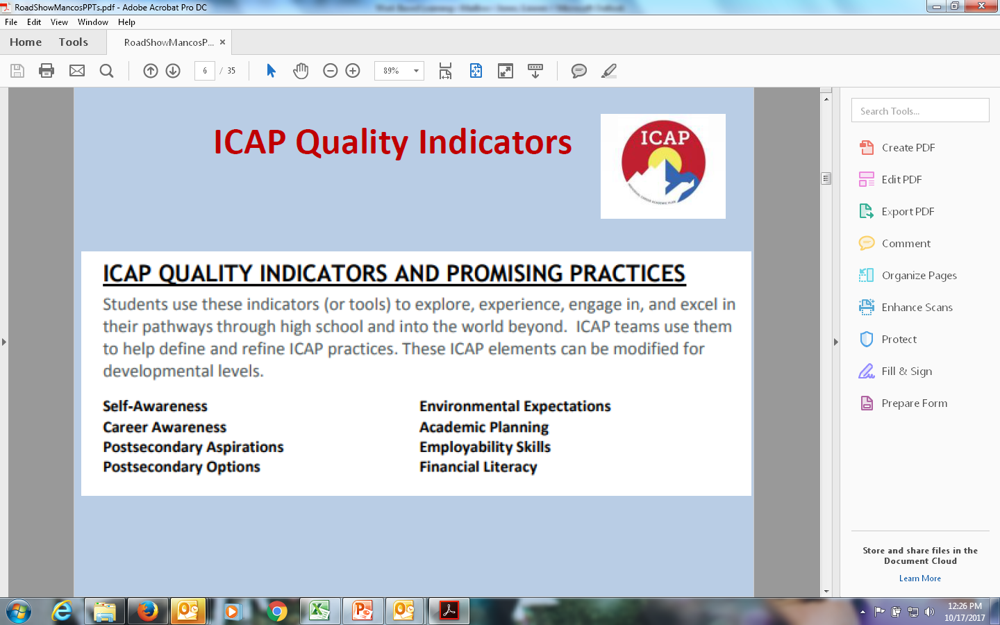 RoadShowMancosPPTs.pdf - Adobe Acrobat Pro DC
File Edit View Window Help
Home Tools RoadShowMancosP... ×
6 / 35 89%
Search Tools...
Create PDF
Edit PDF
Export PDF
Comment
Organize Pages
Enhance Scans
Protect
Fill & Sign
Prepare Form
Store and share files in the
Document Cloud
Learn More
ICAP Quality Indicators
ICAP
INDIVIDUAL CAREER ACADEMIC PLAN
ICAP QUALITY INDICATORS AND PROMISING PRACTICES
Students use these indicators (or tools) to explore, experience, engage in, and excel in
their pathways through high school and into the world beyond.  ICAP teams use them
to help define and refine ICAP practices. These ICAP elements can be modified for
developmental levels.
Self-Awareness
Career Awareness
Postsecondary Aspirations
Postsecondary Options
Environmental Expectations
Academic Planning
Employability Skills
Financial Literacy
12:26 PM
10/17/2017